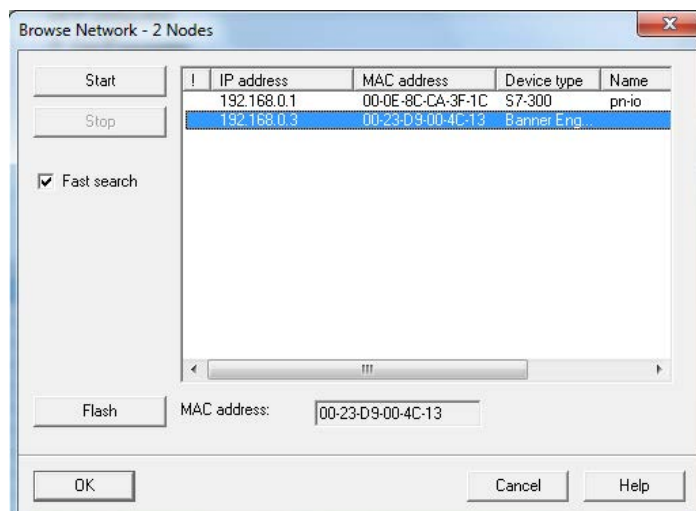 Browse Network - 2 Nodes
Start
Stop
Fast search
! IP address MAC address Device type Name
192.168.0.1 00-0E-8C-CA-3F-1C S7-300 pn-io
192.168.0.3 00-23-D9-00-4C-13 Banner Eng...
Flash
MAC address: 00-23-D9-00-4C-13
OK
Cancel
Help